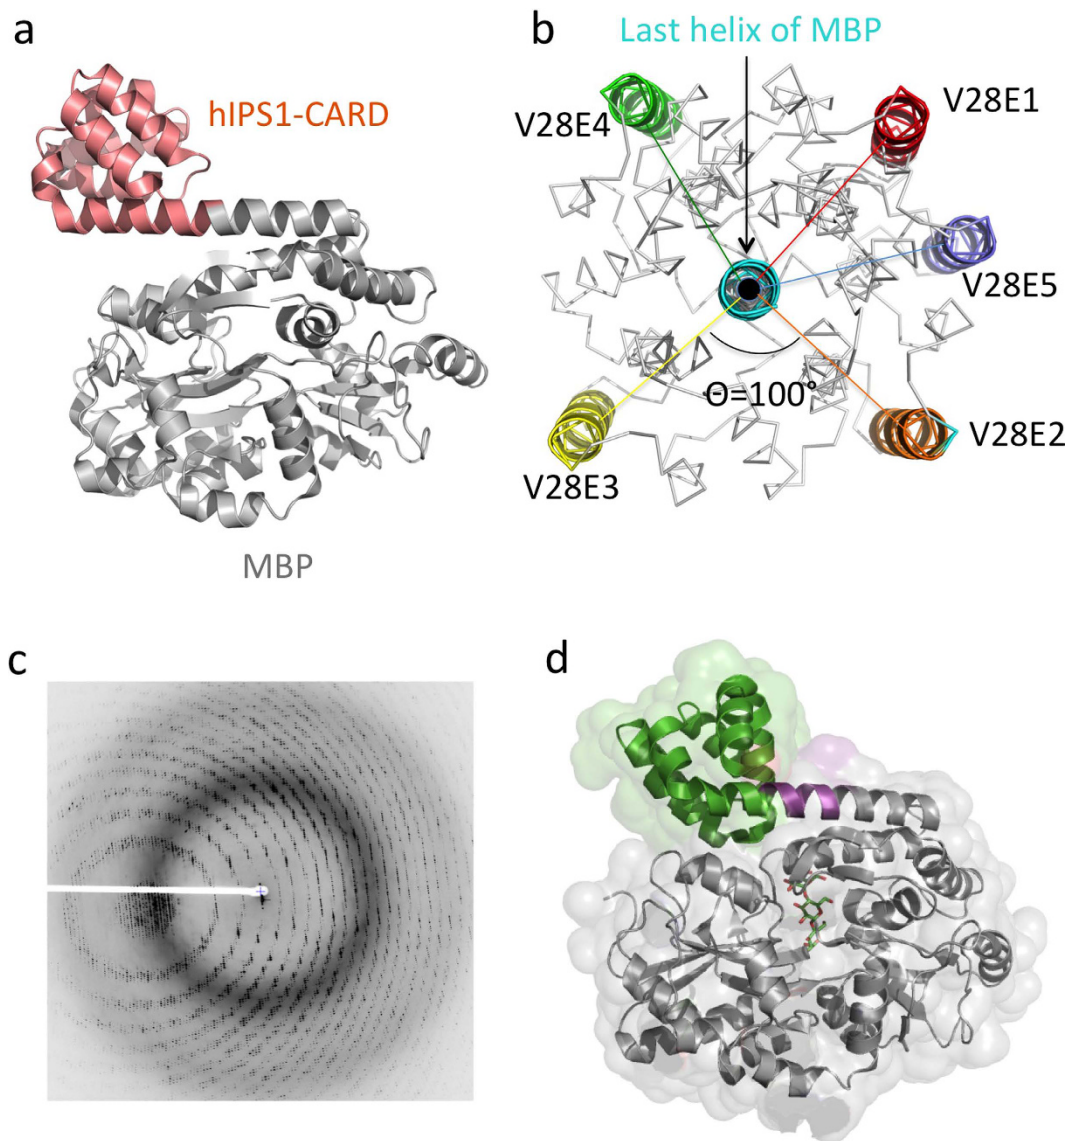 a
hIPS1-CARD
MBP
b
Last helix of MBP
V28E4
V28E1
V28E5
Θ=100°
V28E2
V28E3
c
d